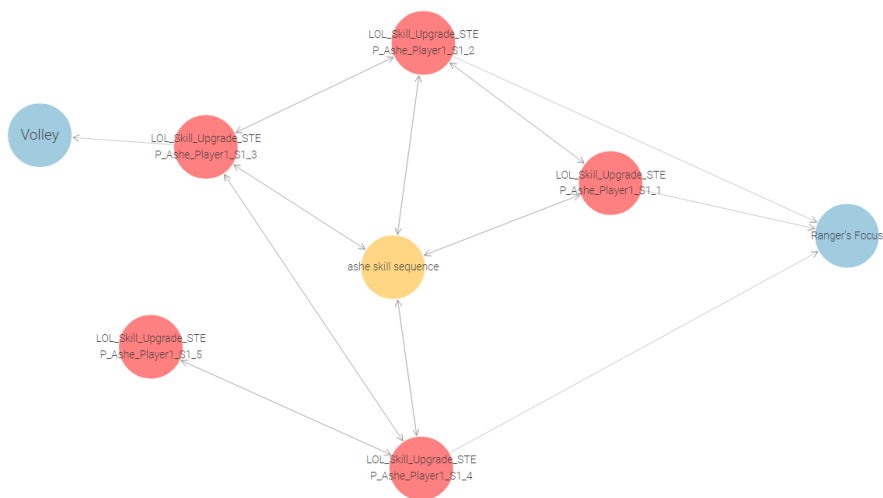 LOL_Skill_Upgrade_STE
P_Ashe_Player1_S1_2
Volley
LOL_Skill_Upgrade_STE
P_Ashe_Player1_S1_3
LOL_Skill_Upgrade_STE
P_Ashe_Player1_S1_1
Ranger's Focus
ashe skill sequence
LOL_Skill_Upgrade_STE
P_Ashe_Player1_S1_5
LOL_Skill_Upgrade_STE
P_Ashe_Player1_S1_4